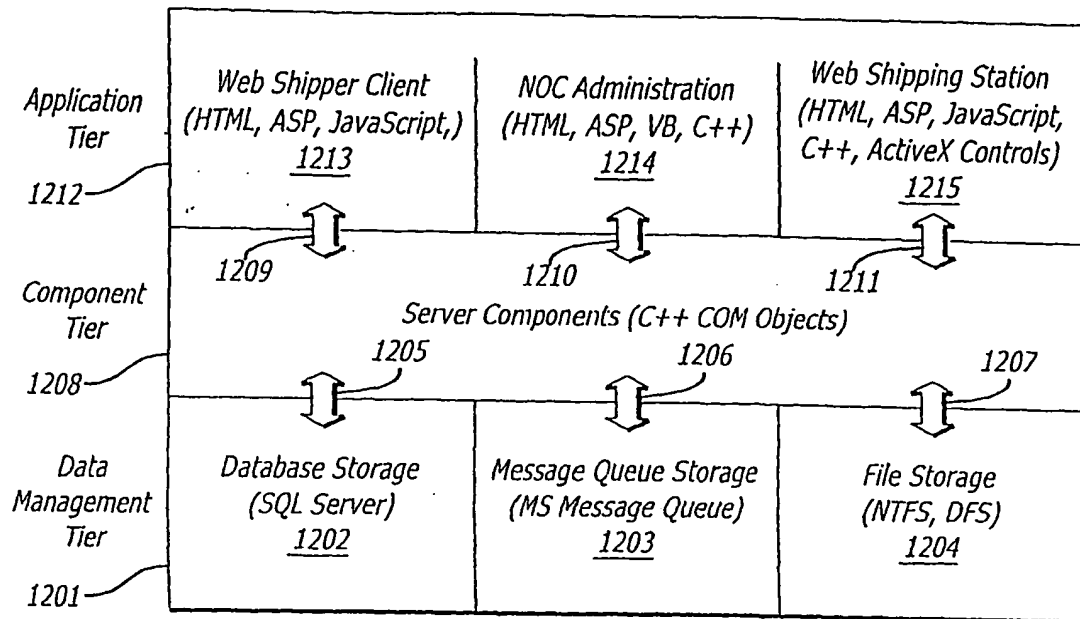 Application
Tier
1212
Web Shipper Client
(HTML, ASP, JavaScript,)
1213
NOC Administration
(HTML, ASP, VB, C++)
1214
Web Shipping Station
(HTML, ASP, JavaScript,
C++, ActiveX Controls)
1215
1209
1210
1211
Component
Tier
1208
Server Components (C++ COM Objects)
1205
1206
1207
Data
Management
Tier
1201
Database Storage
(SQL Server)
1202
Message Queue Storage
(MS Message Queue)
1203
File Storage
(NTFS, DFS)
1204